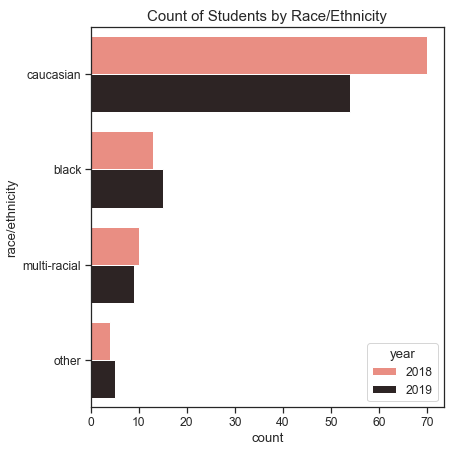 Count of Students by Race/Ethnicity
race/ethnicity
caucasian
black
multi-racial
other
year
2018
2019
0 10 20 30 40 50 60 70
count